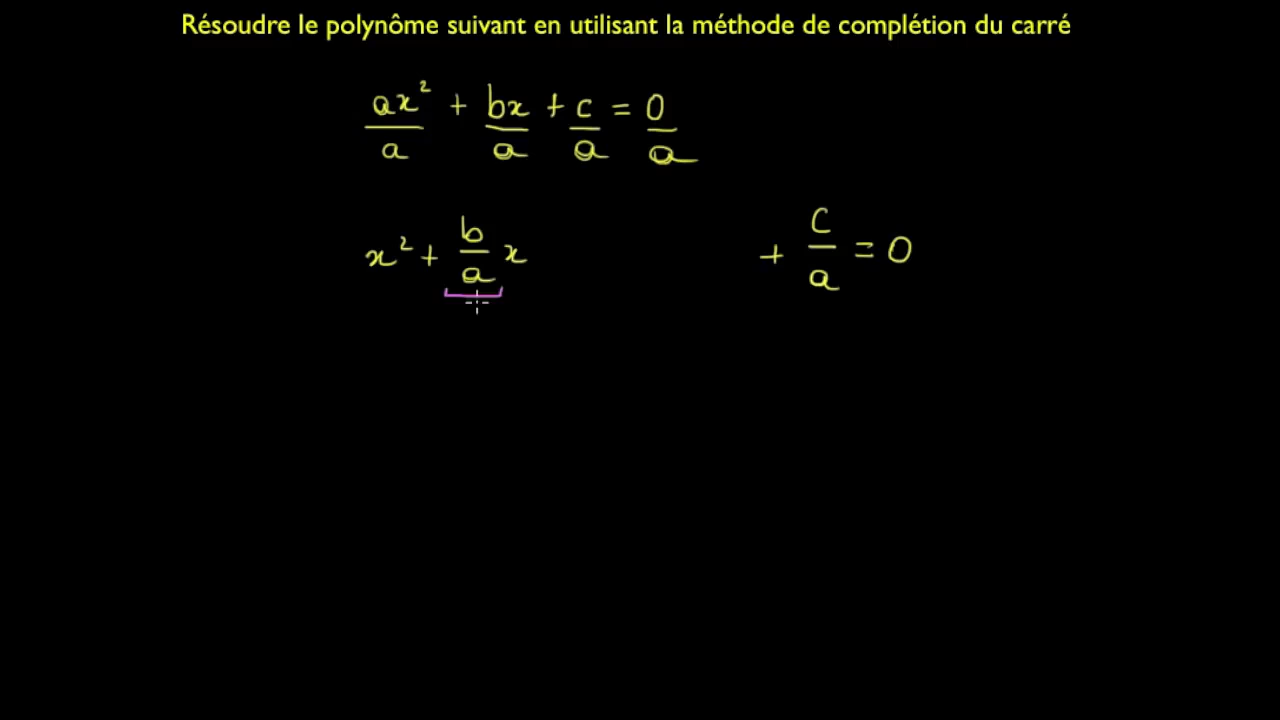 Résoudre le polynôme suivant en utilisant la méthode de complétion du carré
ax²/a + bx/a + c/a = 0/a
x² + b/a x + c/a = 0